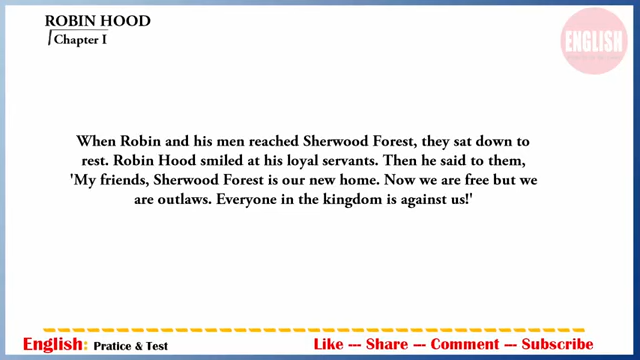 ROBIN HOOD
Chapter I
ENGLISH
When Robin and his men reached Sherwood Forest, they sat down to
rest. Robin Hood smiled at his loyal servants. Then he said to them,
'My friends, Sherwood Forest is our new home. Now we are free but we
are outlaws. Everyone in the kingdom is against us!'
English: Pratice & Test
Like --- Share --- Comment --- Subscribe